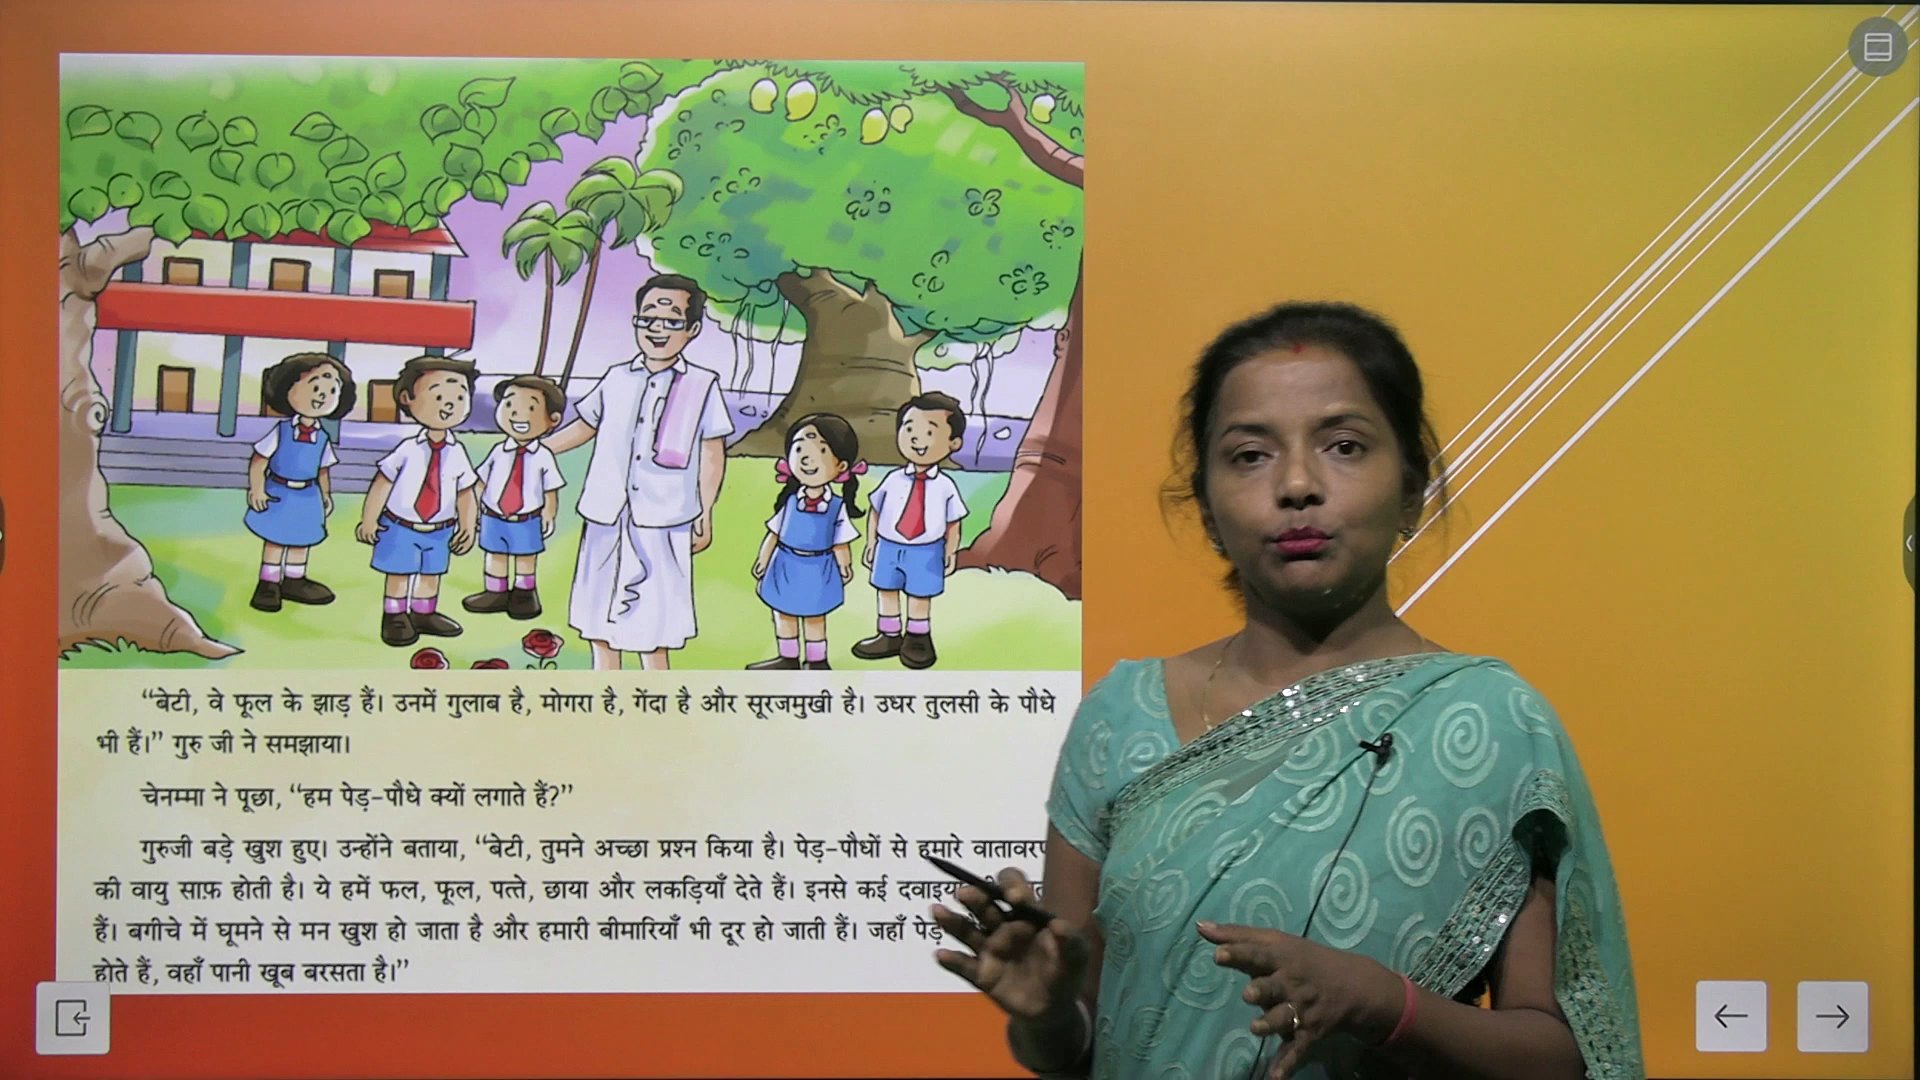 “बेटी, वे फूल के झाड़ हैं। उनमें गुलाब है, मोगरा है, गेंदा है और सूरजमुखी है। उधर तुलसी के पौधे
भी हैं।” गुरु जी ने समझाया।
चेनम्मा ने पूछा, “हम पेड़-पौधे क्यों लगाते हैं?”
गुरुजी बड़े खुश हुए। उन्होंने बताया, “बेटी, तुमने अच्छा प्रश्न किया है। पेड़-पौधों से हमारे
की वायु साफ़ होती है। ये हमें फल, फूल, पत्ते, छाया और लकड़ियाँ देते हैं। इनसे कई
हैं। बगीचे में घूमने से मन खुश हो जाता है और हमारी बीमारियाँ भी दूर हो जाती हैं। जहाँ पेड़
होते हैं, वहाँ पानी खूब बरसता है।”